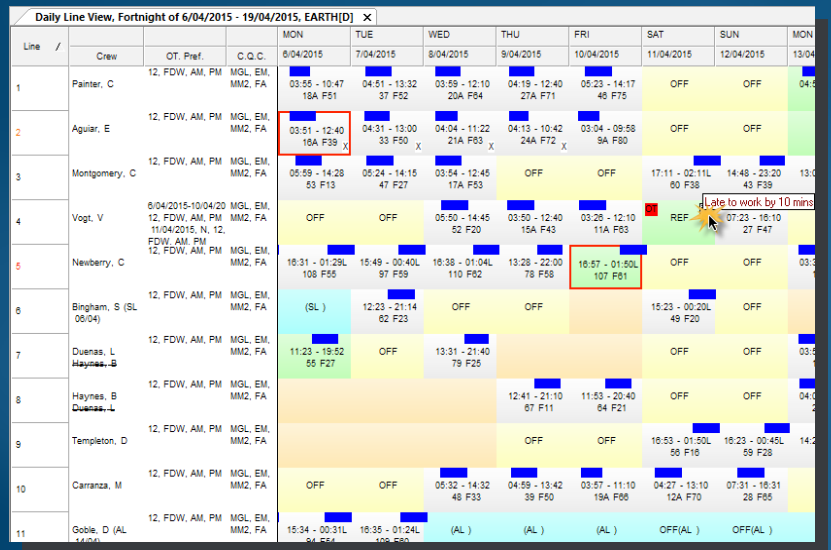 Daily Line View, Fortnight of 6/04/2015 - 19/04/2015, EARTH[D] ×
Line / Crew OT. Pref. C.Q.C. MON TUE WED THU FRI SAT SUN MON
6/04/2015 7/04/2015 8/04/2015 9/04/2015 10/04/2015 11/04/2015 12/04/2015 13/04
1 Painter, C 12, FDW, AM, PM MGL, EM, 03:55 - 10:47 04:51 - 13:32 03:59 - 12:10 04:19 - 12:40 05:23 - 14:17 OFF OFF
MM2, FA 18A F51 37 F52 20A F64 27A F71 46 F75
2 Aguiar, E 12, FDW, AM, PM MGL, EM, 03:51 - 12:40 04:31 - 13:00 04:04 - 11:22 04:13 - 10:42 03:04 - 09:58 OFF OFF
MM2, FA 16A F39 X 33 F50 X 21A F63 X 24A F72 X 9A F80
3 Montgomery, C 12, FDW, AM, PM MGL, EM, 05:59 - 14:28 05:24 - 14:15 03:54 - 12:45 OFF OFF 17:11 - 02:11L 14:48 - 23:20 13:0
MM2, FA 53 F13 47 F27 17A F53 60 F38 43 F39
Late to work by 10 mins
4 Vogt, V 6/04/2015-10/04/20 MGL, EM, OFF OFF 05:50 - 14:45 03:50 - 12:40 03:26 - 12:10 OT REF 07:23 - 16:10 OFF
12, FDW, AM, PM MM2, FA 52 F20 15A F43 11A F63 27 F47
11/04/2015, N, 12,
FDW, AM, PM
5 Newberry, C 12, FDW, AM, PM MGL, EM, 16:31 - 01:29L 15:49 - 00:40L 16:38 - 01:04L 13:28 - 22:00 16:57 - 01:50L OFF OFF 03:3
MM2, FA 108 F55 97 F59 110 F62 78 F58 107 F61
6 Bingham, S (SL 12, FDW, AM, PM MGL, EM, (SL ) 12:23 - 21:14 OFF OFF 15:23 - 00:20L OFF OFF
06/04) MM2, FA 62 F23 49 F20
7 Duenas, L 12, FDW, AM, PM MGL, EM, 11:23 - 19:52 OFF 13:31 - 21:40 OFF OFF 03:5
Haynes, B MM2, FA 55 F27 79 F25
8 Haynes, B 12, FDW, AM, PM MGL, EM, 12:41 - 21:10 11:53 - 20:40 OFF OFF 04:0
Duenas, L MM2, FA 67 F11 64 F21
9 Templeton, D 12, FDW, AM, PM MGL, EM, OFF OFF 16:53 - 01:50L 16:23 - 00:45L 14:2
MM2, FA 56 F16 59 F28
10 Carranza, M 12, FDW, AM, PM MGL, EM, OFF OFF 05:32 - 14:32 04:59 - 13:42 03:57 - 11:10 04:27 - 13:10 07:31 - 16:31 OFF
MM2, FA 48 F33 39 F50 19A F66 12A F70 28 F65
11 Goble, D (AL 12, FDW, AM, PM MGL, EM, 15:34 - 00:31L 16:35 - 01:24L (AL ) (AL ) (AL ) OFF(AL ) OFF(AL )
MM2, FA